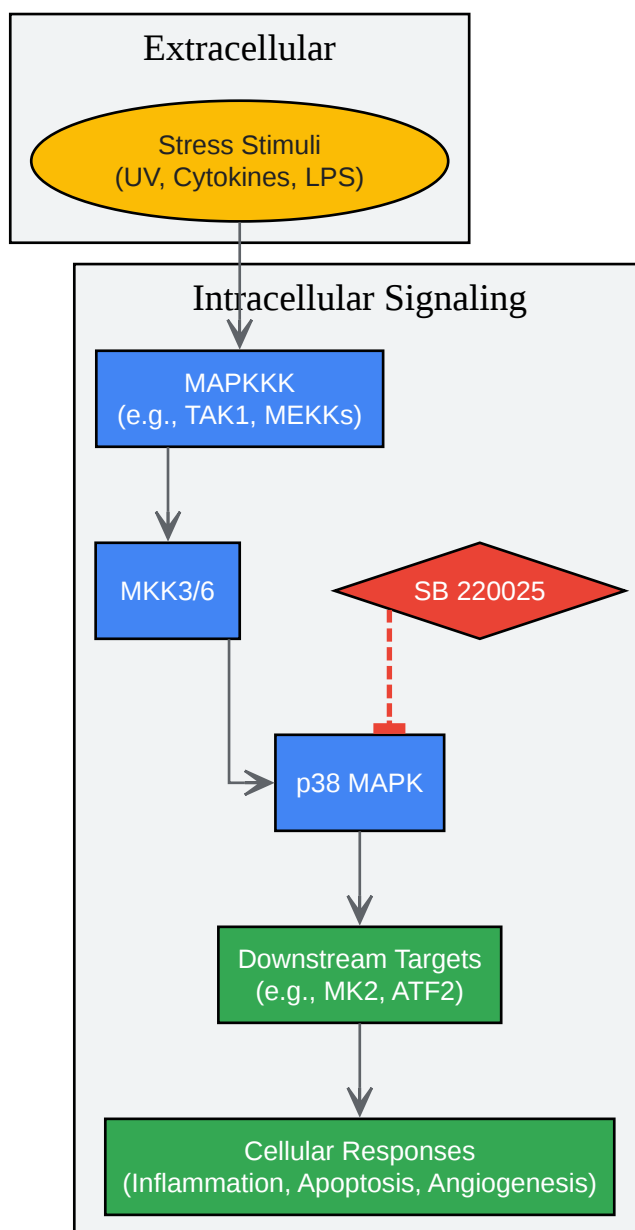 Extracellular
Stress Stimuli
(UV, Cytokines, LPS)
Intracellular Signaling
MAPKKK
(e.g., TAK1, MEKKs)
MKK3/6
SB 220025
p38 MAPK
Downstream Targets
(e.g., MK2, ATF2)
Cellular Responses
(Inflammation, Apoptosis, Angiogenesis)